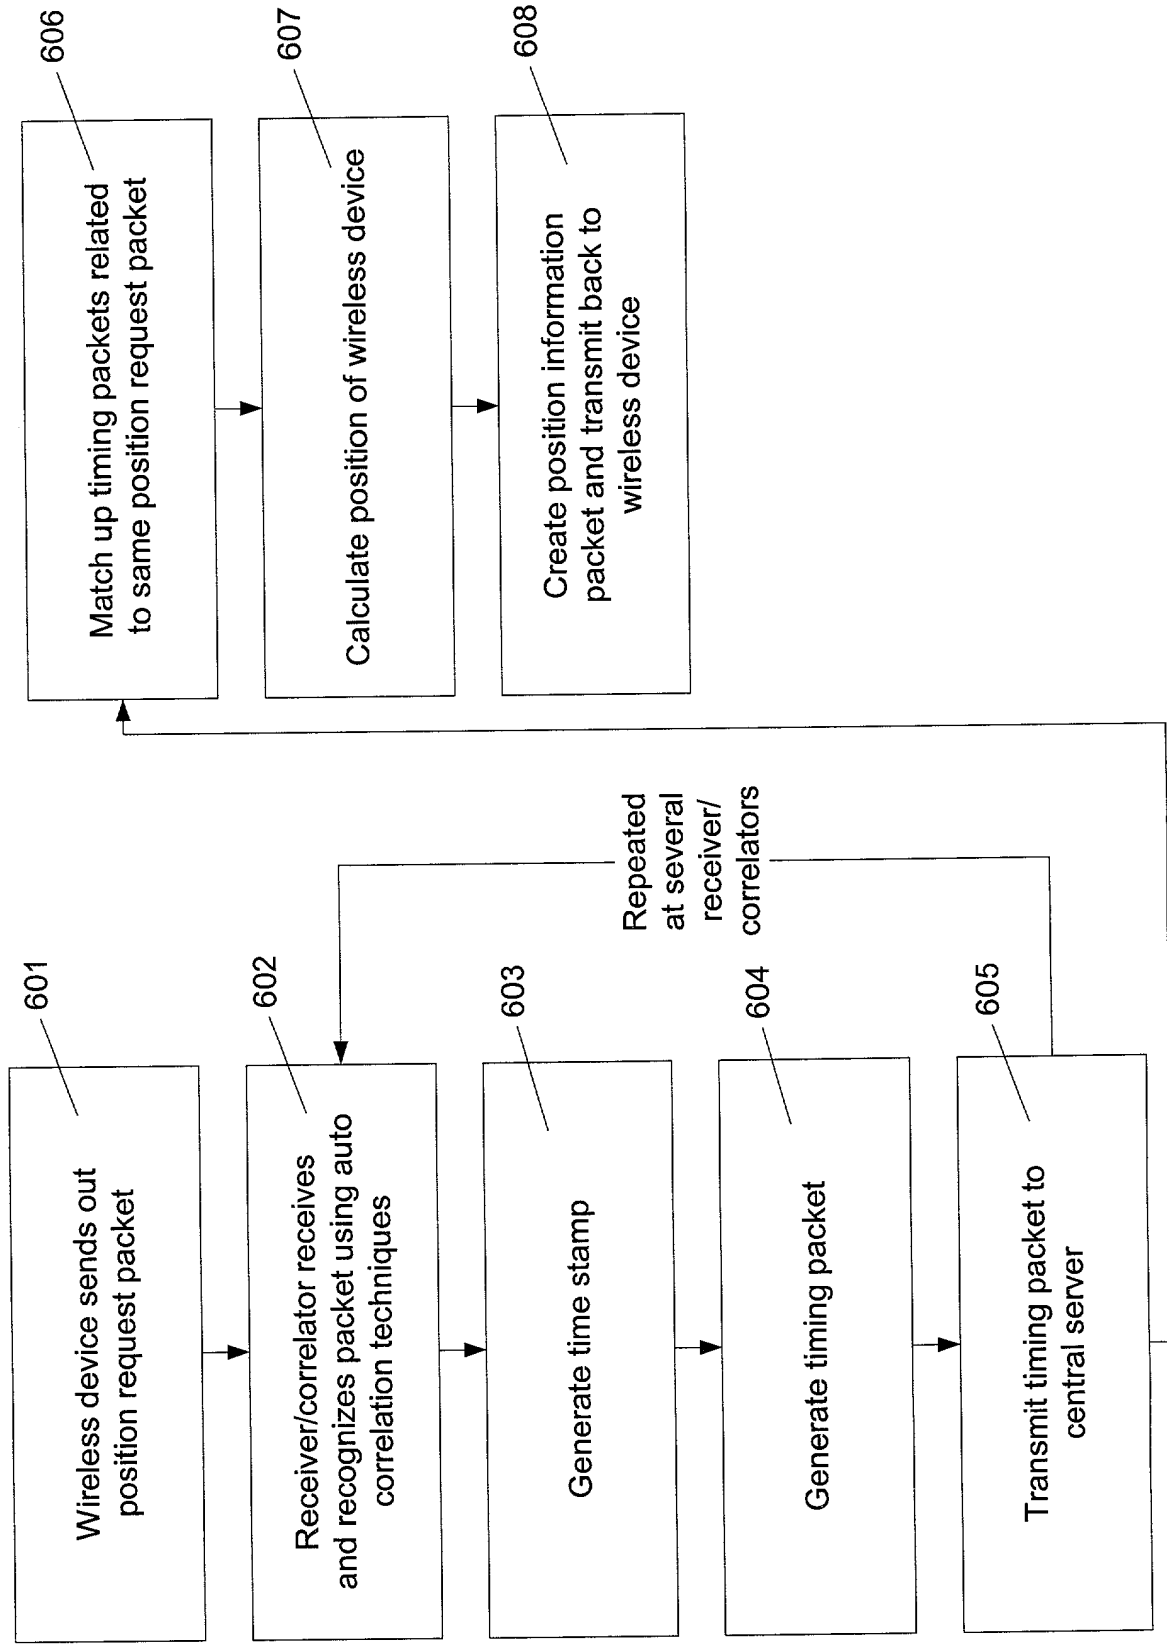 601
Wireless device sends out
position request packet
602
Receiver/correlator receives
and recognizes packet using auto
correlation techniques
603
Generate time stamp
604
Generate timing packet
605
Transmit timing packet to
central server
Repeated
at several
receiver/
correlators
606
Match up timing packets related
to same position request packet
607
Calculate position of wireless device
608
Create position information
packet and transmit back to
wireless device